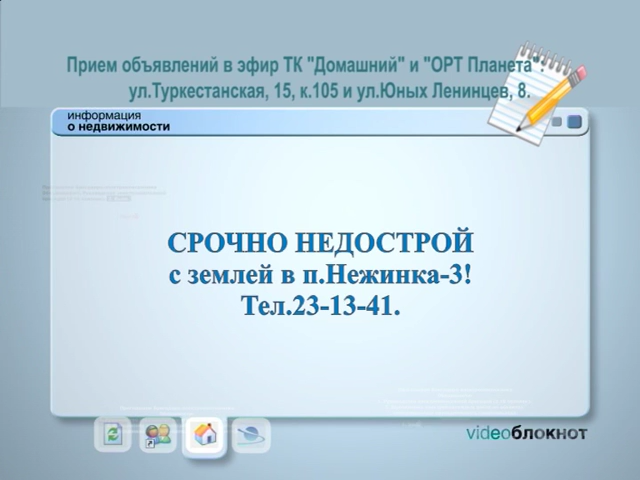 Прием объявлений в эфир ТК "Домашний" и "ОРТ Планета":
ул.Туркестанская, 15, к.105 и ул.Юных Ленинцев, 8.
информация
о недвижимости
СРОЧНО НЕДОСТРОЙ
с землей в п.Нежинка-3!
Тел.23-13-41.
videoблокнот